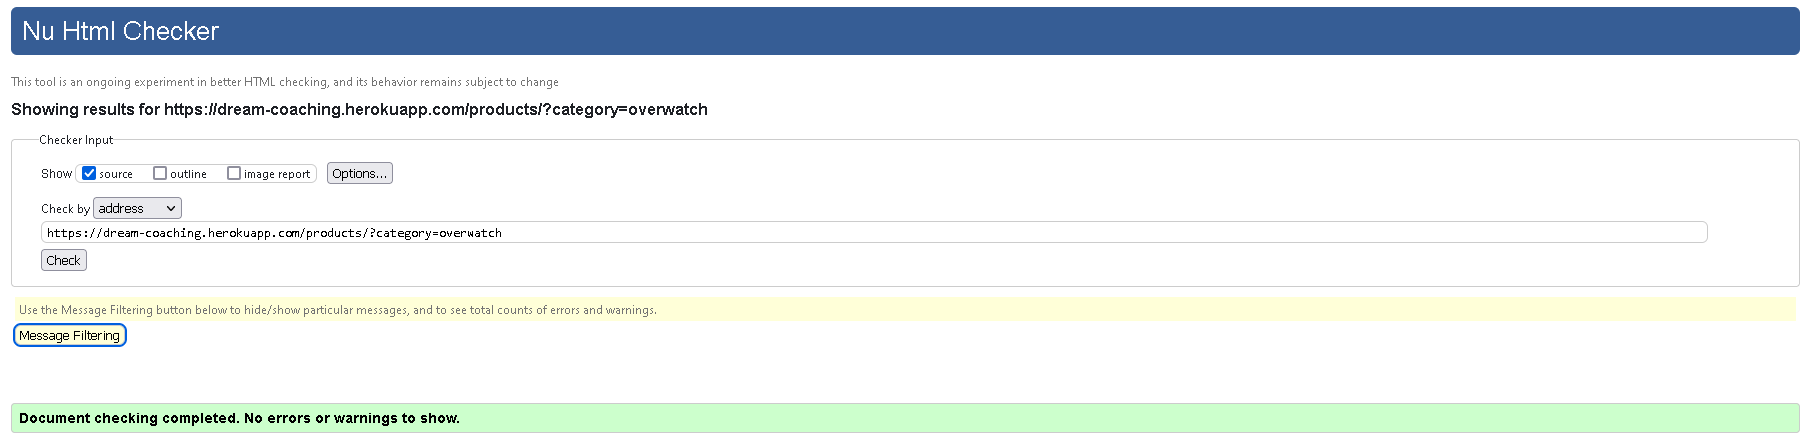 Nu Html Checker
This tool is an ongoing experiment in better HTML checking, and its behavior remains subject to change
Showing results for https://dream-coaching.herokuapp.com/products/?category=overwatch
Checker Input
Show source outline image report Options...
Check by address
https://dream-coaching.herokuapp.com/products/?category=overwatch
Check
Use the Message Filtering button below to hide/show particular messages, and to see total counts of errors and warnings.
Message Filtering
Document checking completed. No errors or warnings to show.